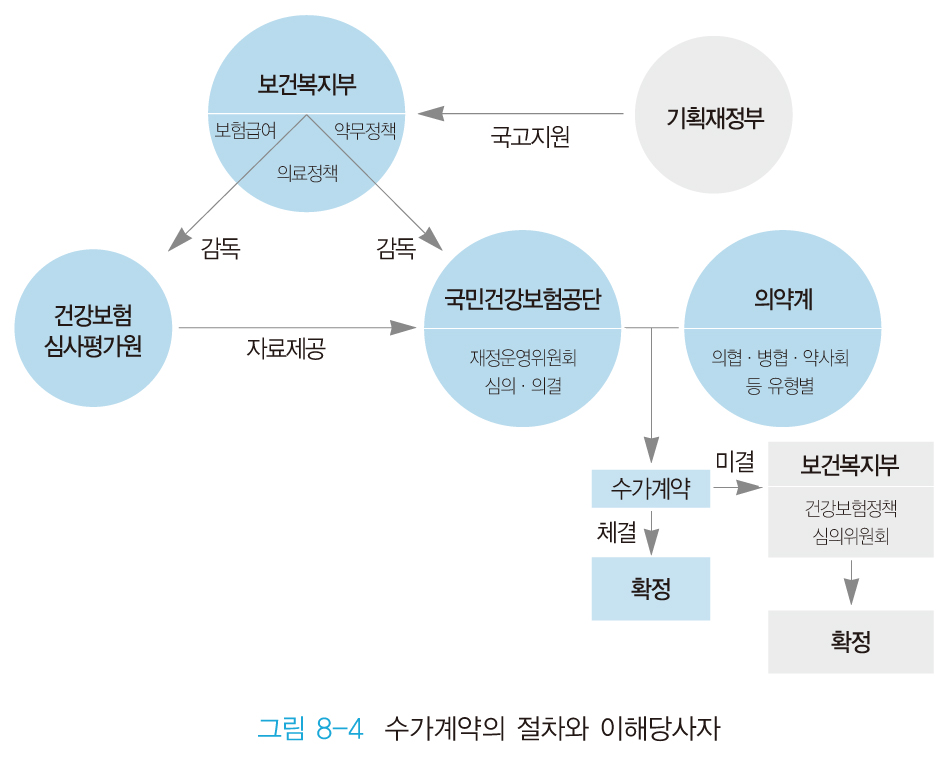 보건복지부
보험급여
약무정책
의료정책
국고지원
기획재정부
감독
감독
건강보험
심사평가원
자료제공
국민건강보험공단
재정운영위원회
심의 · 의결
의약계
의협 · 병협 · 약사회
등 유형별
수가계약
미결
보건복지부
건강보험정책
심의위원회
체결
확정
확정
그림 8-4 수가계약의 절차와 이해당사자